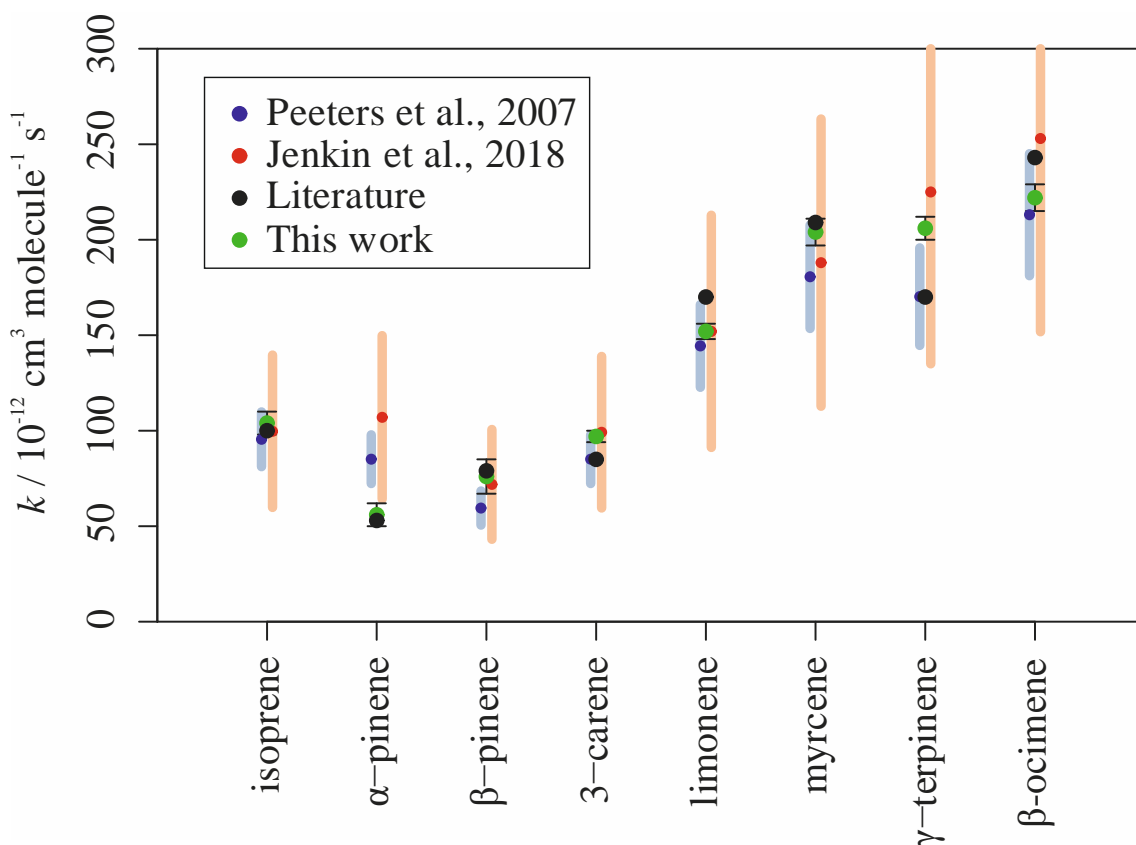 300
250
200
150
100
50
0
k / 10⁻¹² cm³ molecule⁻¹ s⁻¹
Peeters et al., 2007
Jenkin et al., 2018
Literature
This work
isoprene
α−pinene
β−pinene
3−carene
limonene
myrcene
γ−terpinene
β-ocimene